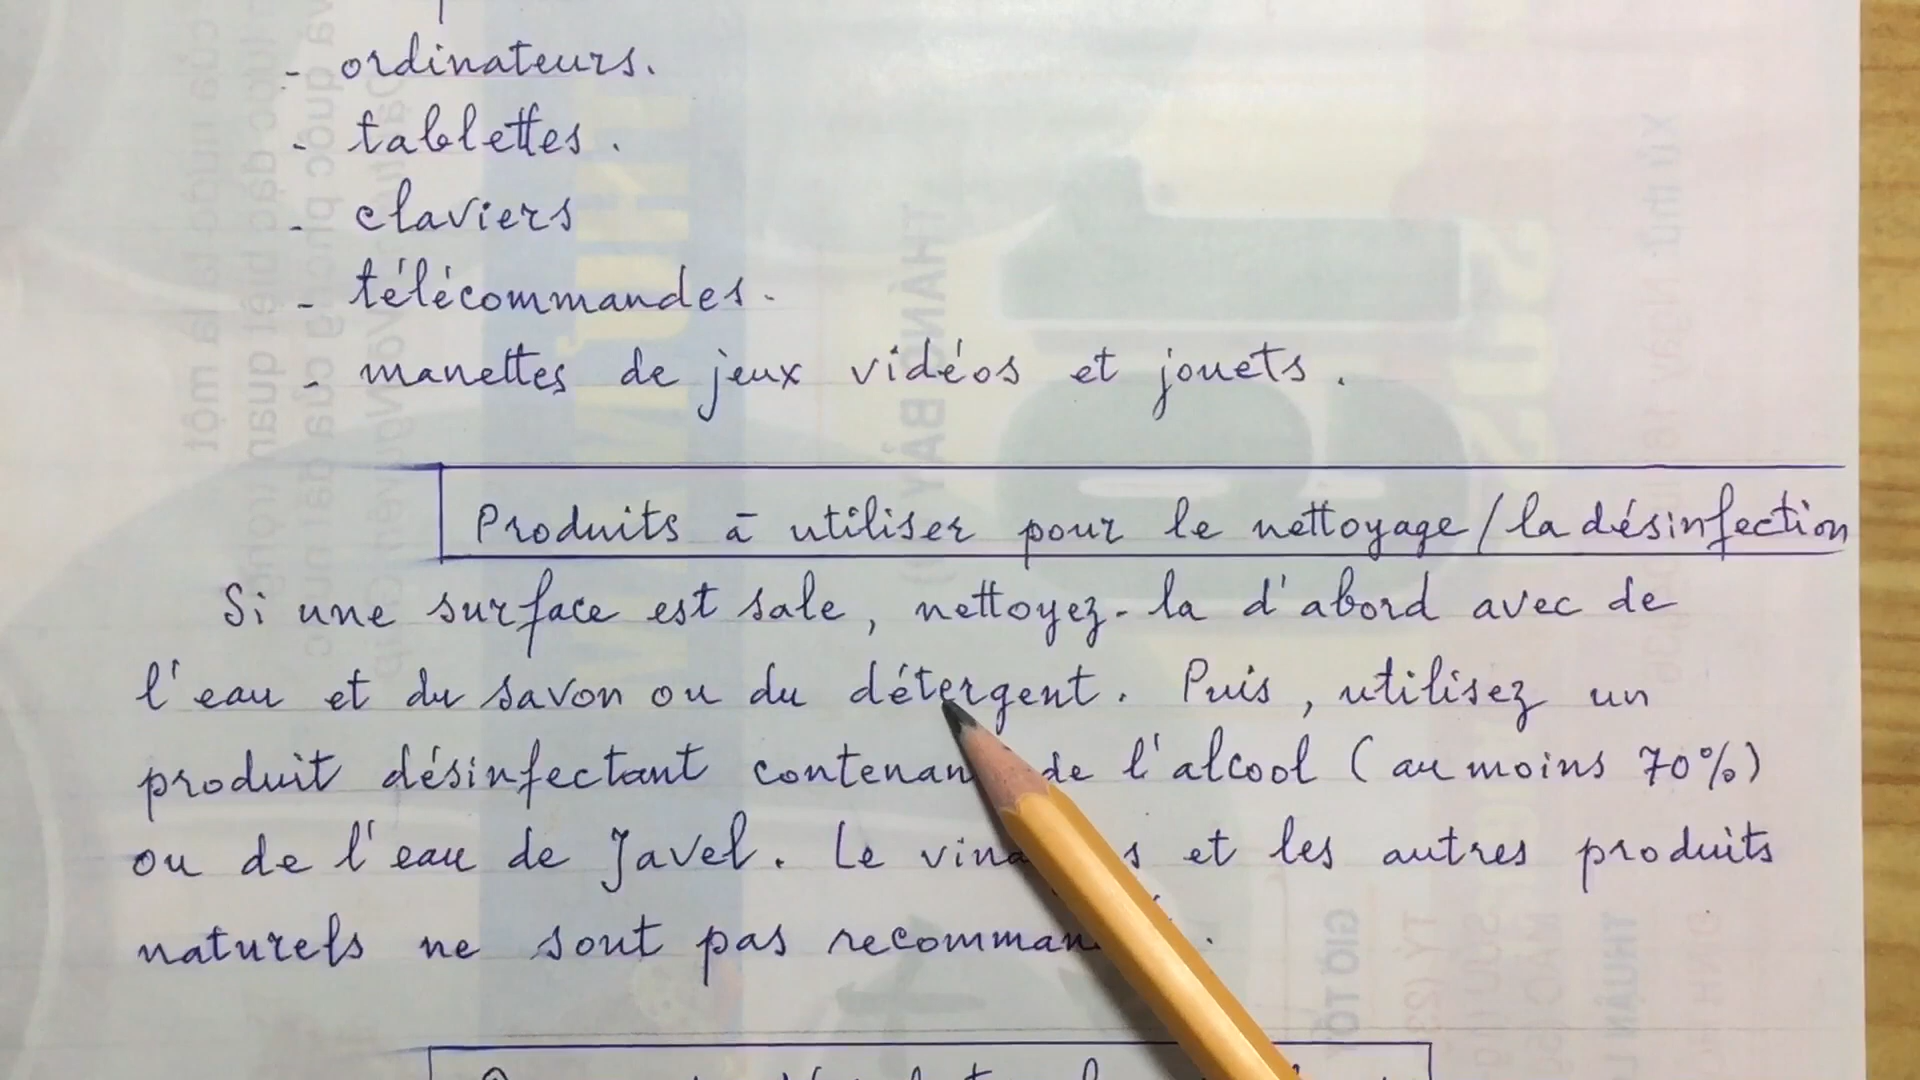 - ordinateurs.
- tablettes.
- claviers
- télécommandes.
- manettes de jeux vidéos et jouets.
Produits à utiliser pour le nettoyage / la désinfection
Si une surface est sale, nettoyez-la d'abord avec de
l'eau et du savon ou du détergent. Puis, utilisez un
produit désinfectant contenant de l'alcool (au moins 70%)
ou de l'eau de Javel. Le et les autres produits
naturels ne sont pas